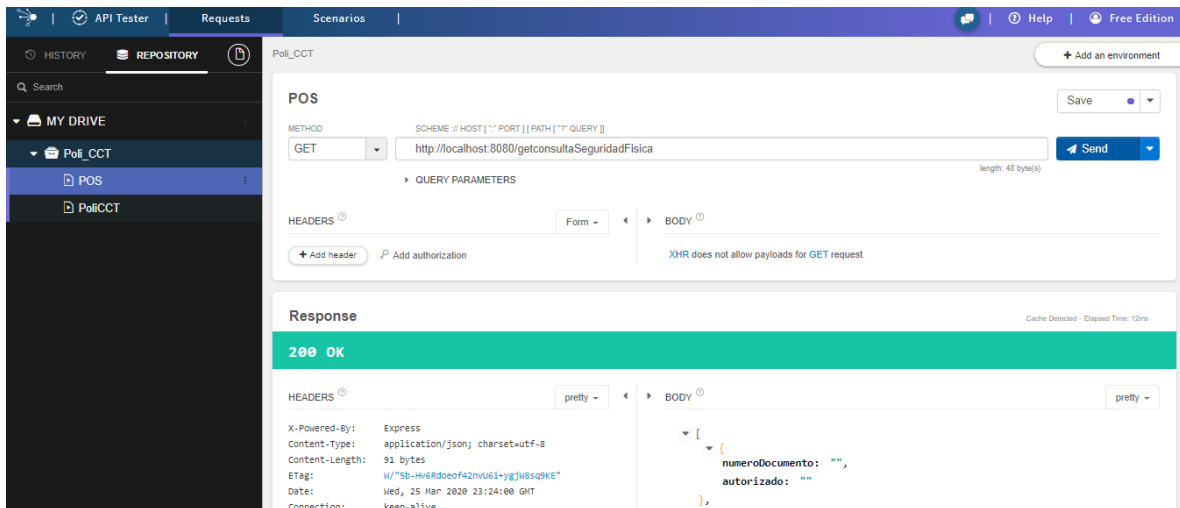 API Tester | Requests Scenarios | | Help | Free Edition
HISTORY REPOSITORY
Poli_CCT
+ Add an environment
Search
MY DRIVE
Poli_CCT
POS
PoliCCT
POS
Save
METHOD
SCHEME :// HOST [ ":" PORT ] [ PATH [ "?" QUERY ]]
GET
http://localhost:8080/getconsultaSeguridadFisica
Send
length: 48 byte(s)
QUERY PARAMETERS
HEADERS Form
BODY
+ Add header Add authorization
XHR does not allow payloads for GET request.
Response
Cache Detected - Elapsed Time: 12ms
200 OK
HEADERS pretty
BODY pretty
X-Powered-By: Express
Content-Type: application/json; charset=utf-8
Content-Length: 91 bytes
ETag:
Date: Wed, 25 Mar 2020 23:24:00 GMT
Connection: keep-alive
[
{
numeroDocumento: "",
autorizado: ""
},